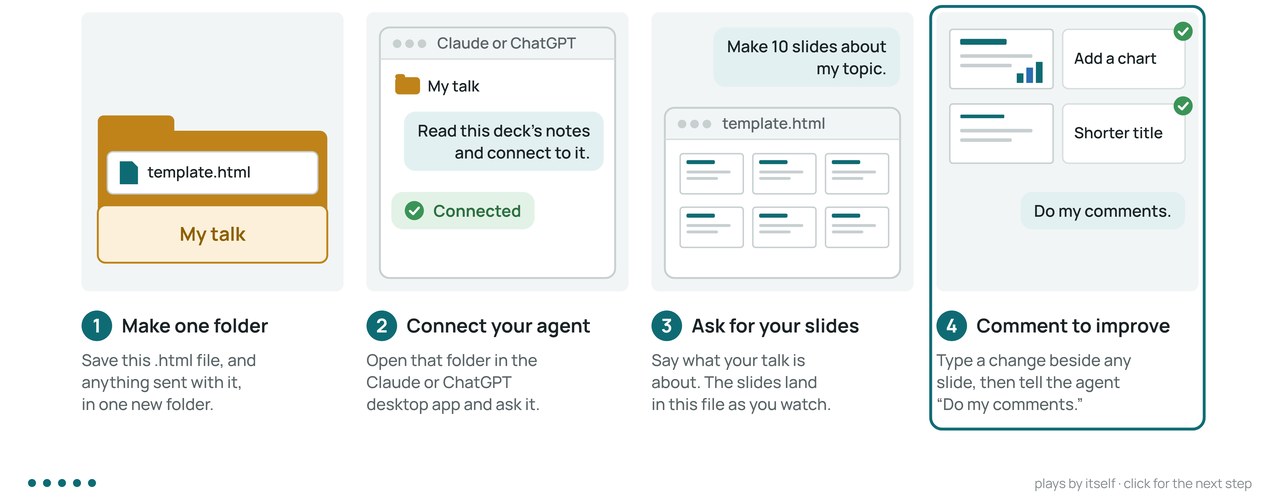 template.html
My talk
1 Make one folder
Save this .html file, and
anything sent with it,
in one new folder.
Claude or ChatGPT
My talk
Read this deck's notes
and connect to it.
Connected
2 Connect your agent
Open that folder in the
Claude or ChatGPT
desktop app and ask it.
Make 10 slides about
my topic.
template.html
3 Ask for your slides
Say what your talk is
about. The slides land
in this file as you watch.
Add a chart
Shorter title
Do my comments.
4 Comment to improve
Type a change beside any
slide, then tell the agent
“Do my comments.”
plays by itself · click for the next step